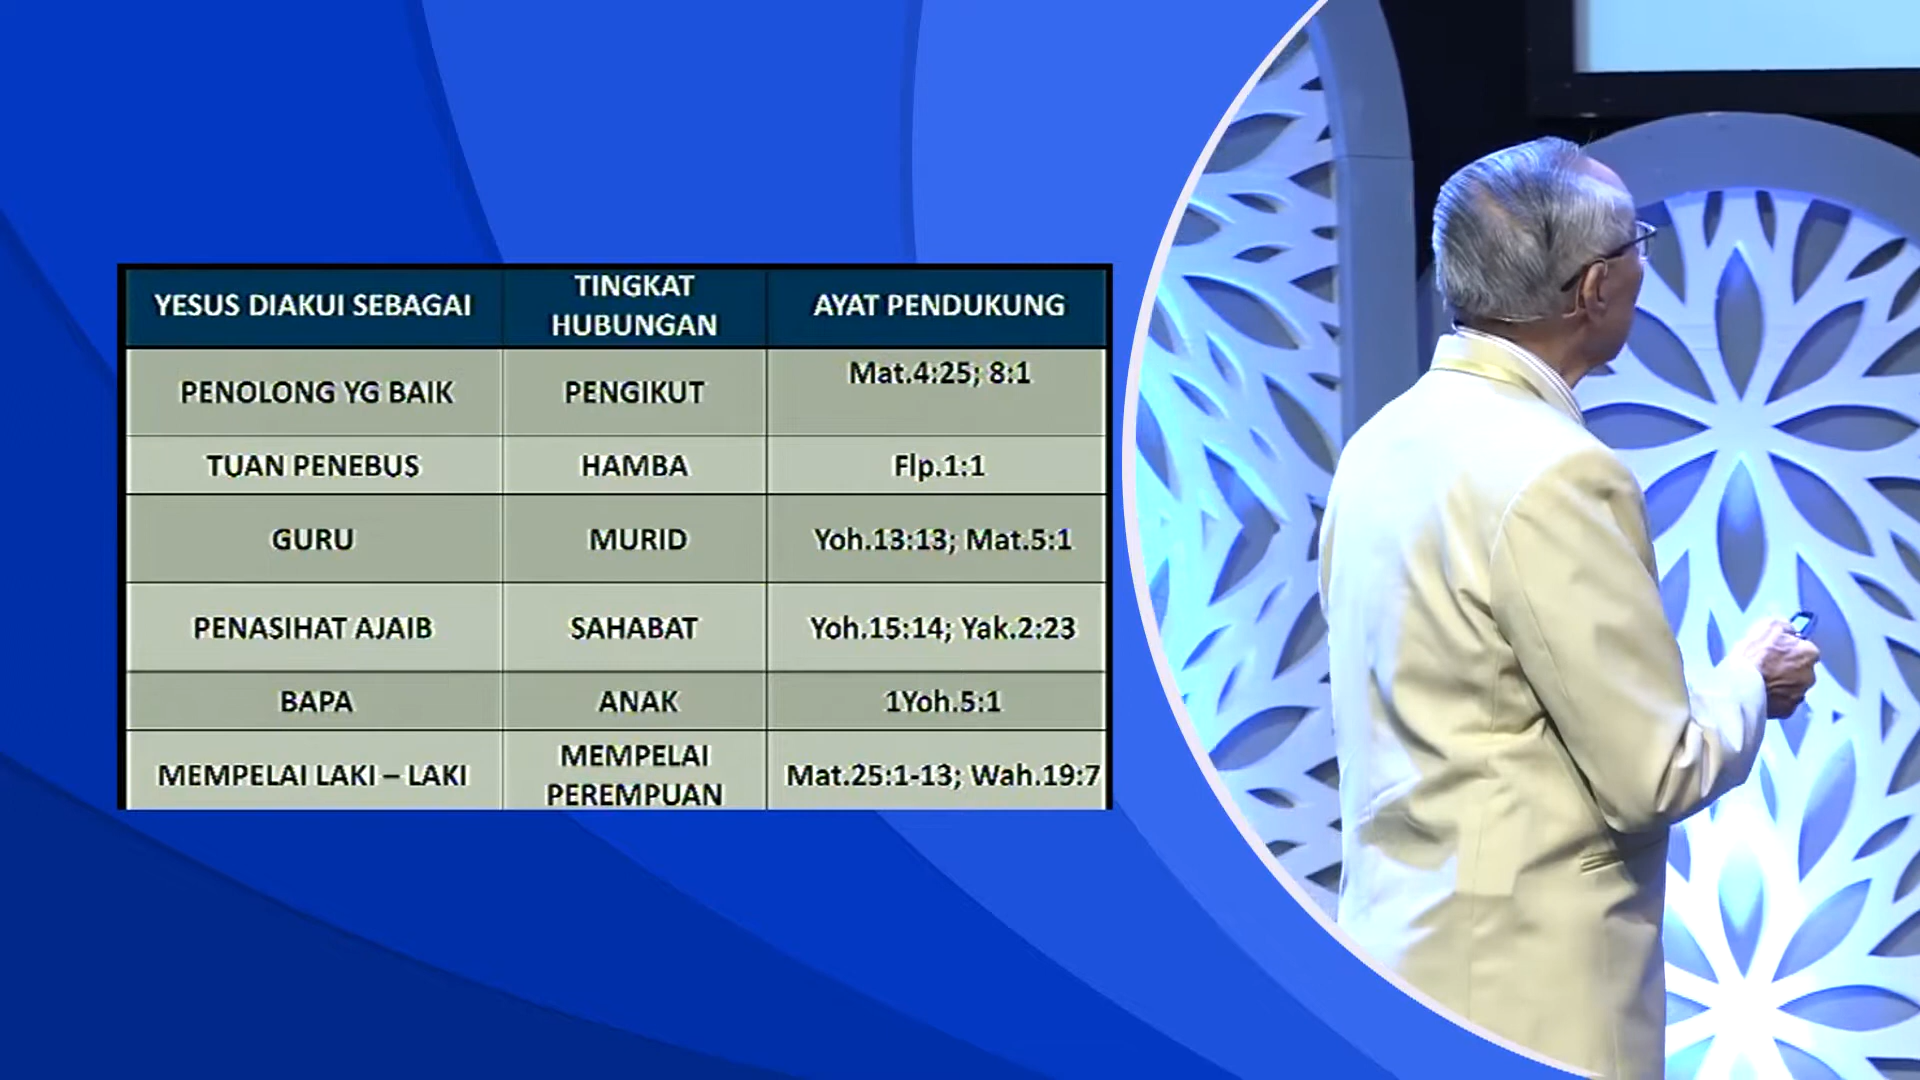 YESUS DIAKUI SEBAGAI
TINGKAT
HUBUNGAN
AYAT PENDUKUNG
PENOLONG YG BAIK
PENGIKUT
Mat.4:25; 8:1
TUAN PENEBUS
HAMBA
Flp.1:1
GURU
MURID
Yoh.13:13; Mat.5:1
PENASIHAT AJAIB
SAHABAT
Yoh.15:14; Yak.2:23
BAPA
ANAK
1Yoh.5:1
MEMPELAI LAKI – LAKI
MEMPELAI
PEREMPUAN
Mat.25:1-13; Wah.19:7